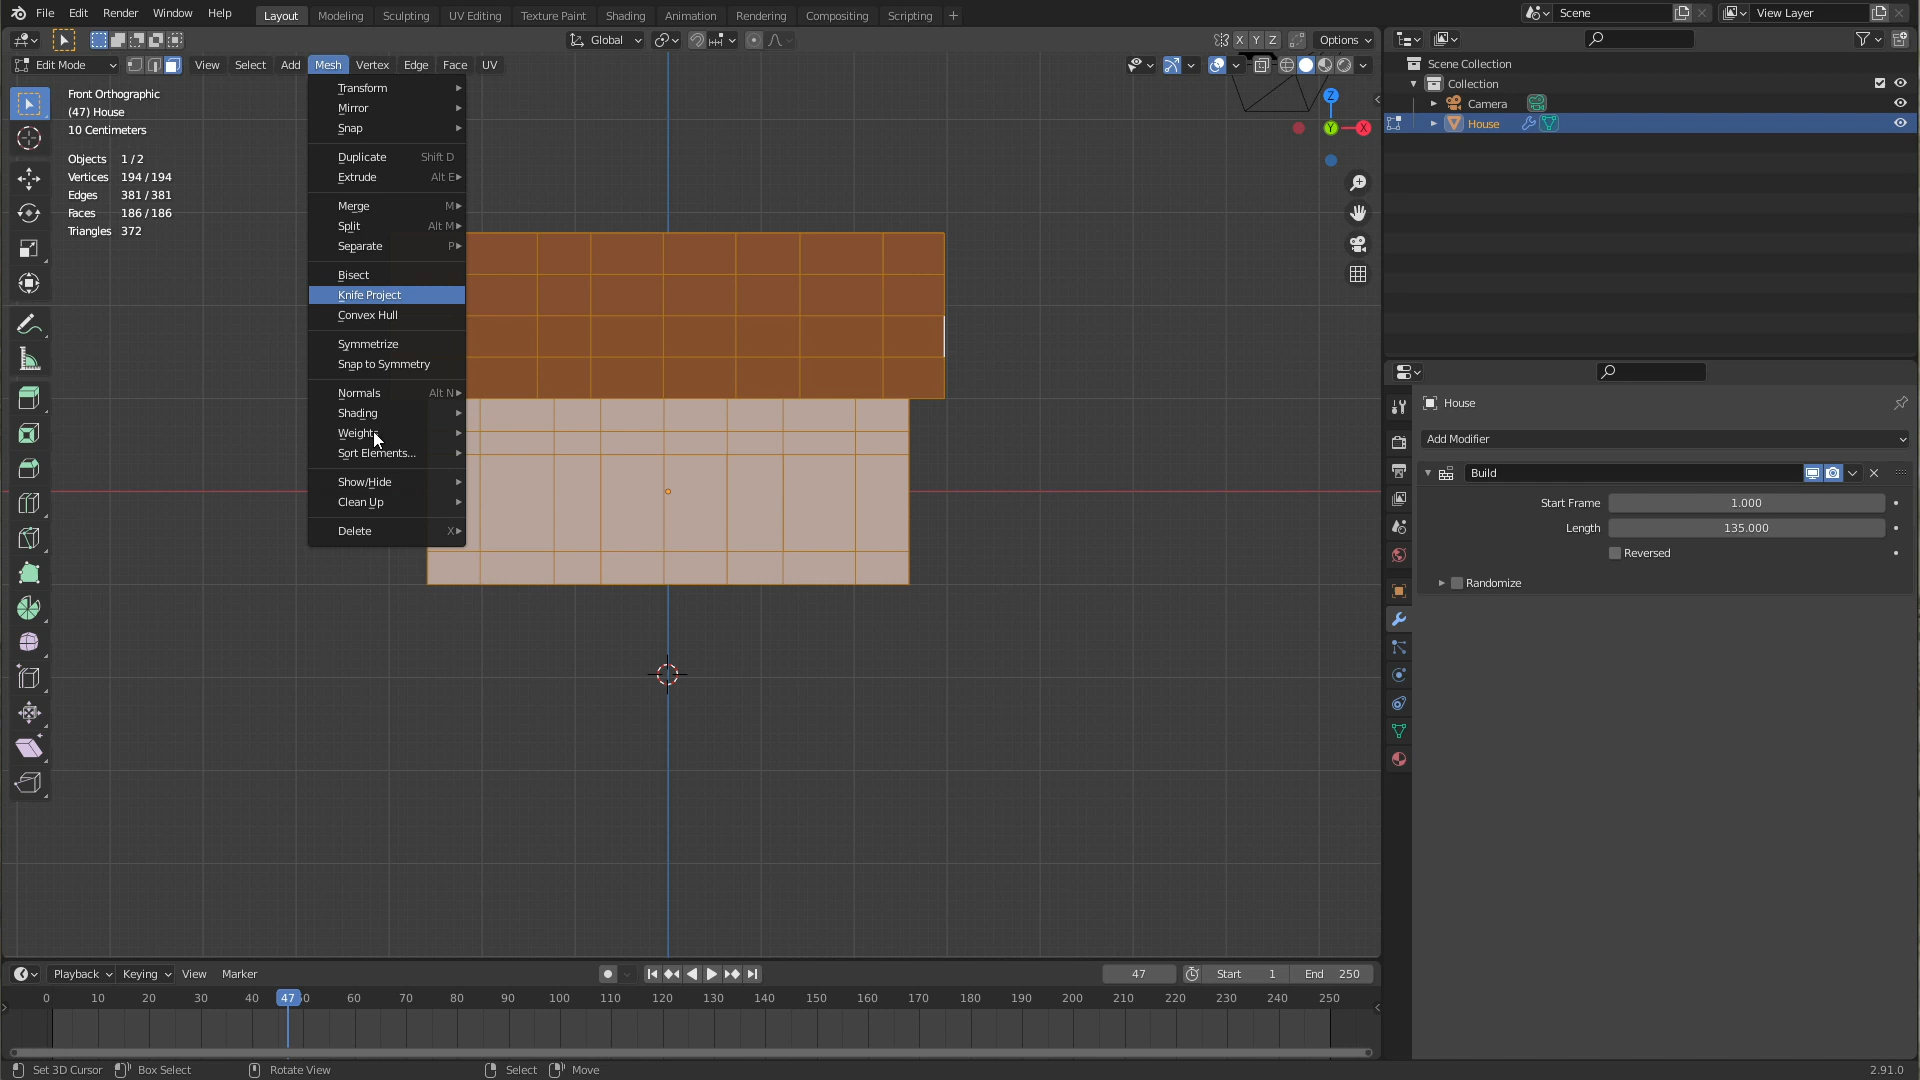 File Edit Render Window Help Layout Modeling Sculpting UV Editing Texture Paint Shading Animation Rendering Compositing Scripting + Scene View Layer
Global X Y Z Options
Edit Mode View Select Add Mesh Vertex Edge Face UV
Front Orthographic
(47) House
10 Centimeters
Objects 1 / 2
Vertices 194 / 194
Edges 381 / 381
Faces 186 / 186
Triangles 372
Transform
Mirror
Snap
Duplicate Shift D
Extrude Alt E
Merge M
Split Alt M
Separate P
Bisect
Knife Project
Convex Hull
Symmetrize
Snap to Symmetry
Normals Alt N
Shading
Weights
Sort Elements...
Show/Hide
Clean Up
Delete X
Z
Y X
Scene Collection
Collection
Camera
House
House
Add Modifier
Build
Start Frame 1.000
Length 135.000
Reversed
Randomize
Playback Keying View Marker 47 Start 1 End 250
0 10 20 30 40 47 0 60 70 80 90 100 110 120 130 140 150 160 170 180 190 200 210 220 230 240 250
Set 3D Cursor Box Select Rotate View Select Move 2.91.0